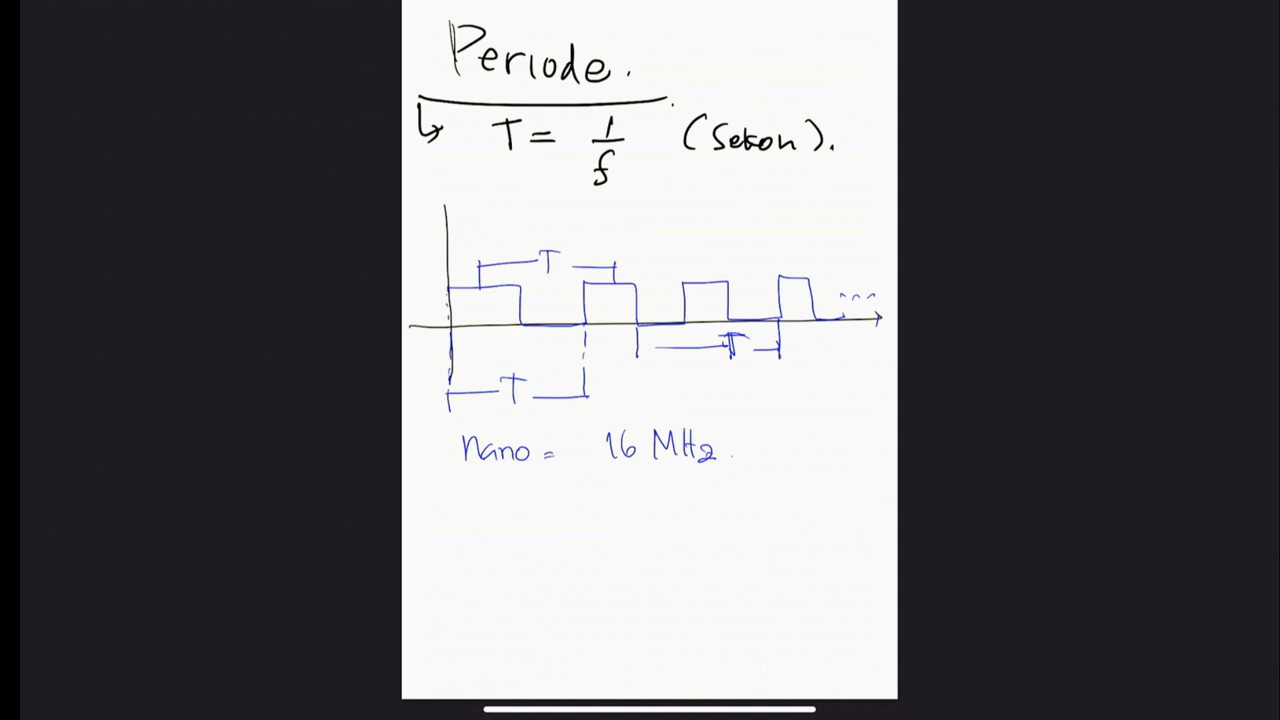 Periode.
↳ T = 1/f (Sekon).
T
T
T
nano = 16 MHz.